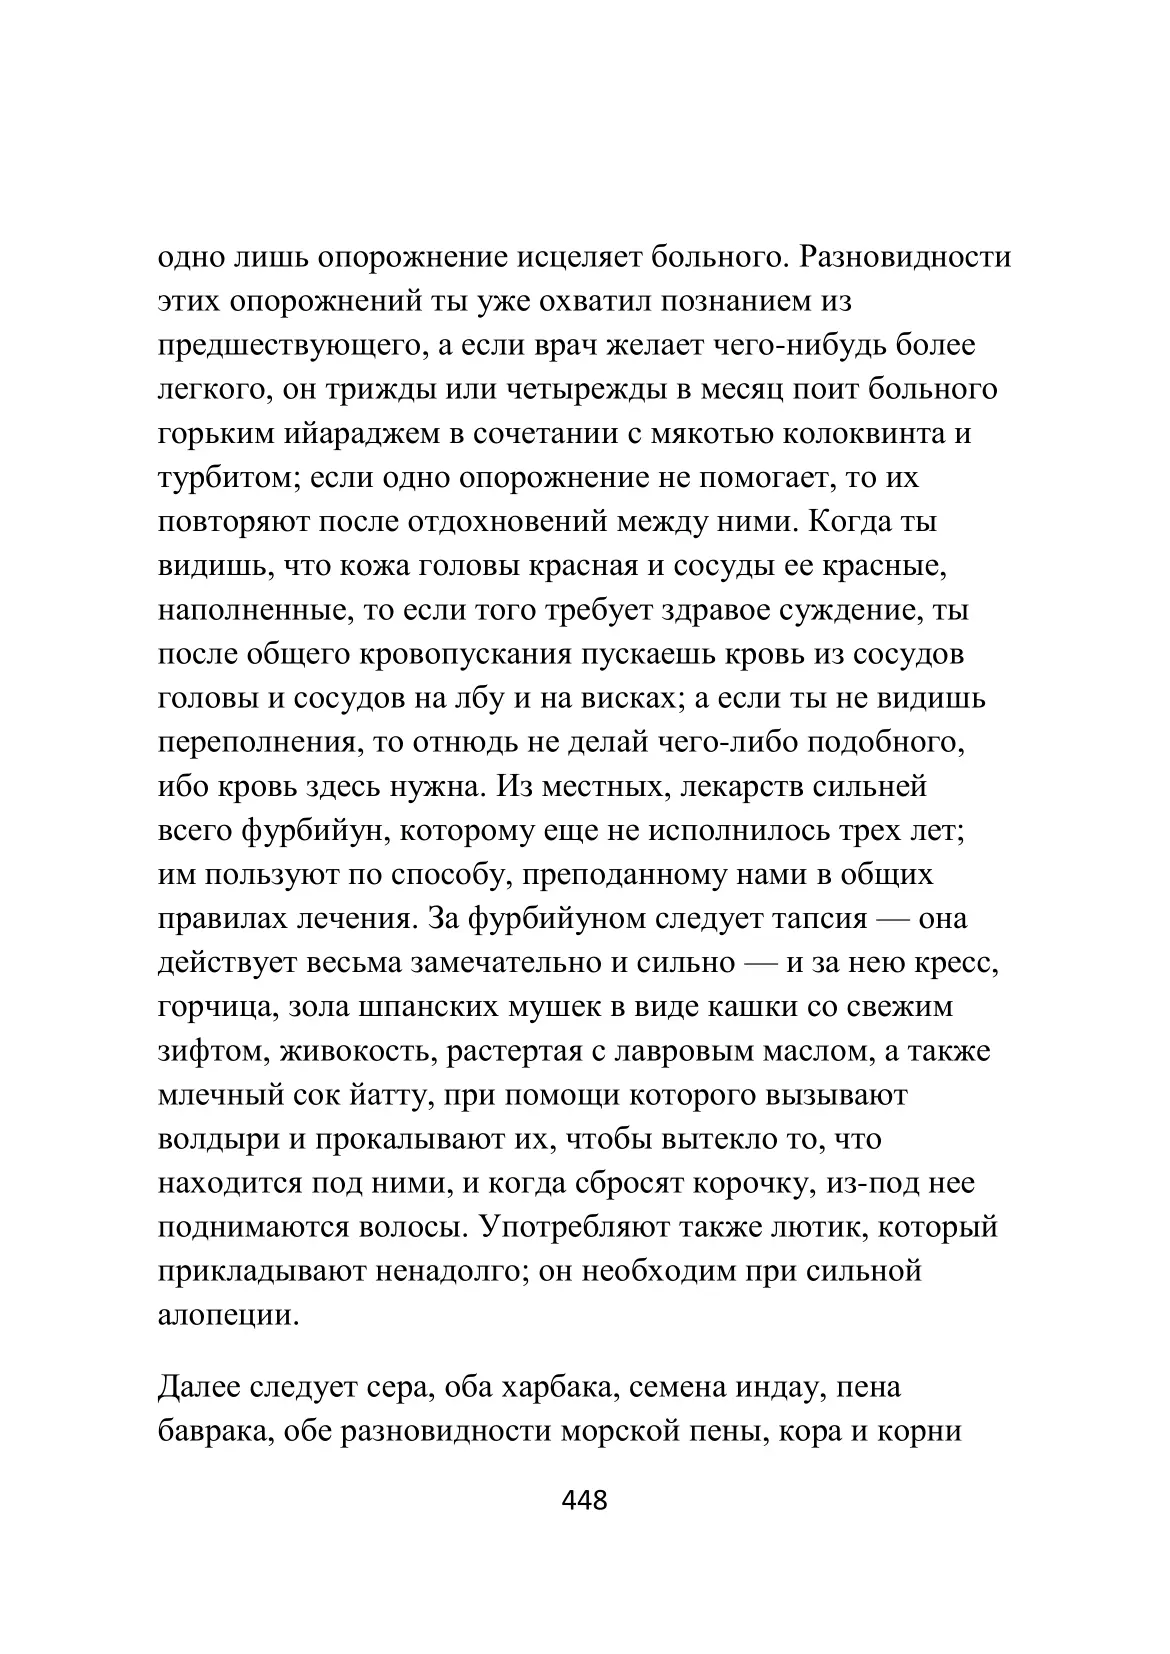 одно лишь опорожнение исцеляет больного. Разновидности
этих опорожнений ты уже охватил познанием из
предшествующего, а если врач желает чего-нибудь более
легкого, он трижды или четырежды в месяц поит больного
горьким ийараджем в сочетании с мякотью колоквинта и
турбитом; если одно опорожнение не помогает, то их
повторяют после отдохновений между ними. Когда ты
видишь, что кожа головы красная и сосуды ее красные,
наполненные, то если того требует здравое суждение, ты
после общего кровопускания пускаешь кровь из сосудов
головы и сосудов на лбу и на висках; а если ты не видишь
переполнения, то отнюдь не делай чего-либо подобного,
ибо кровь здесь нужна. Из местных, лекарств сильней
всего фурбийун, которому еще не исполнилось трех лет;
им пользуют по способу, преподанному нами в общих
правилах лечения. За фурбийуном следует тапсия — она
действует весьма замечательно и сильно — и за нею кресс,
горчица, зола шпанских мушек в виде кашки со свежим
зифтом, живокость, растертая с лавровым маслом, а также
млечный сок йатту, при помощи которого вызывают
волдыри и прокалывают их, чтобы вытекло то, что
находится под ними, и когда сбросят корочку, из-под нее
поднимаются волосы. Употребляют также лютик, который
прикладывают ненадолго; он необходим при сильной
алопеции.
Далее следует сера, оба харбака, семена индау, пена
баврака, обе разновидности морской пены, кора и корни
448